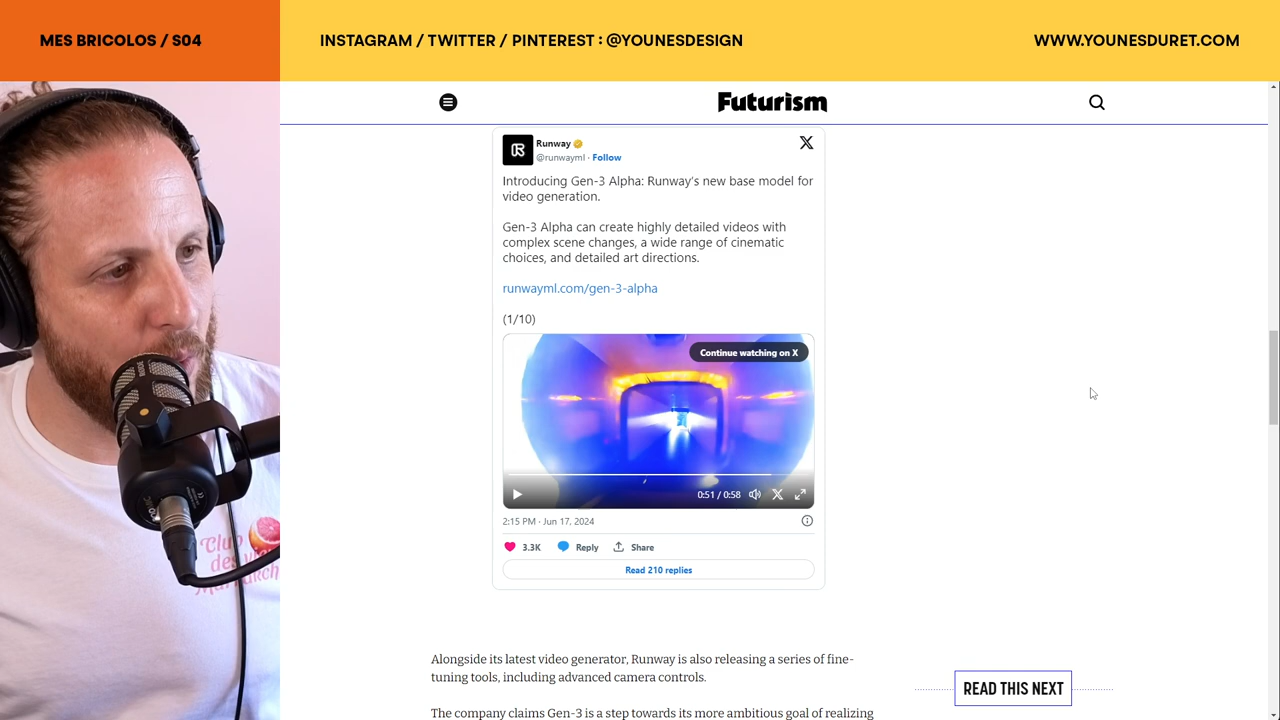 MES BRICOLOS / S04
INSTAGRAM / TWITTER / PINTEREST : @YOUNESDESIGN
WWW.YOUNESDURET.COM
Futurism
Runway
@runwayml · Follow
Introducing Gen-3 Alpha: Runway's new base model for
video generation.
Gen-3 Alpha can create highly detailed videos with
complex scene changes, a wide range of cinematic
choices, and detailed art directions.
runwayml.com/gen-3-alpha
(1/10)
Continue watching on X
0:51 / 0:58
2:15 PM · Jun 17, 2024
3.3K
Reply
Share
Read 210 replies
Club
des vie
Alongside its latest video generator, Runway is also releasing a series of fine-
tuning tools, including advanced camera controls.
READ THIS NEXT
The company claims Gen-3 is a step towards its more ambitious goal of realizing